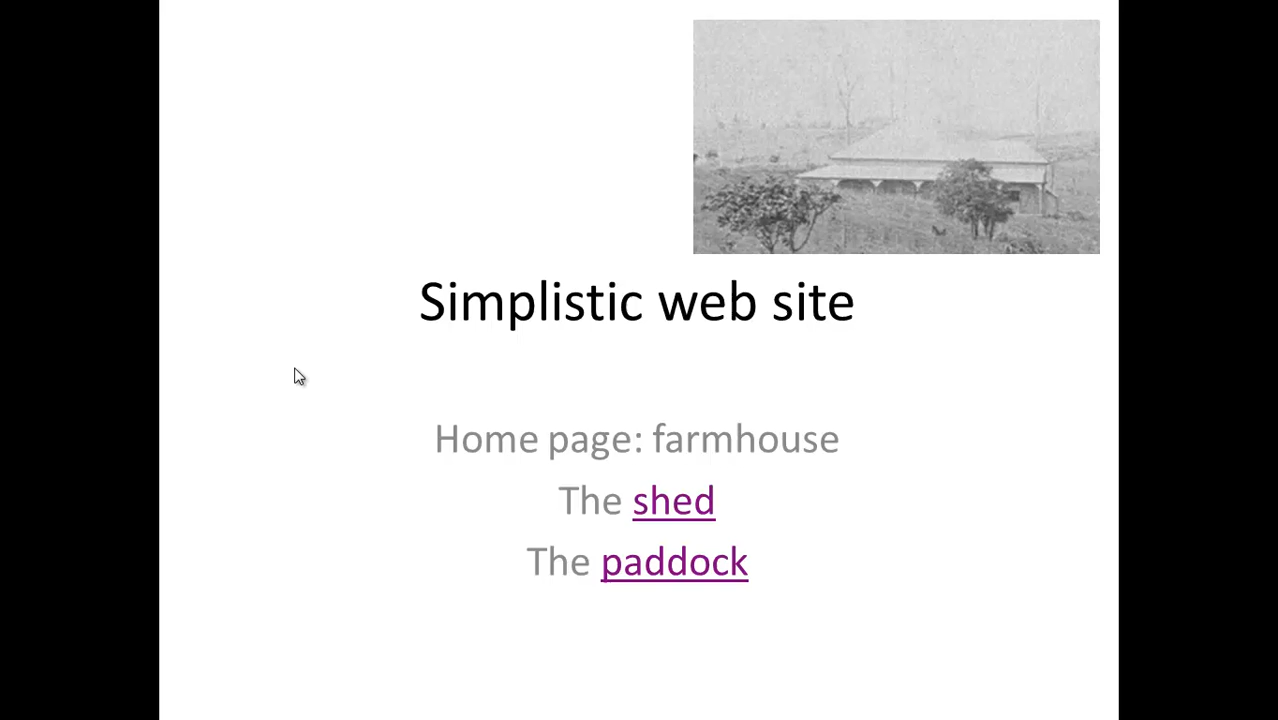 Simplistic web site
Home page: farmhouse
The shed
The paddock